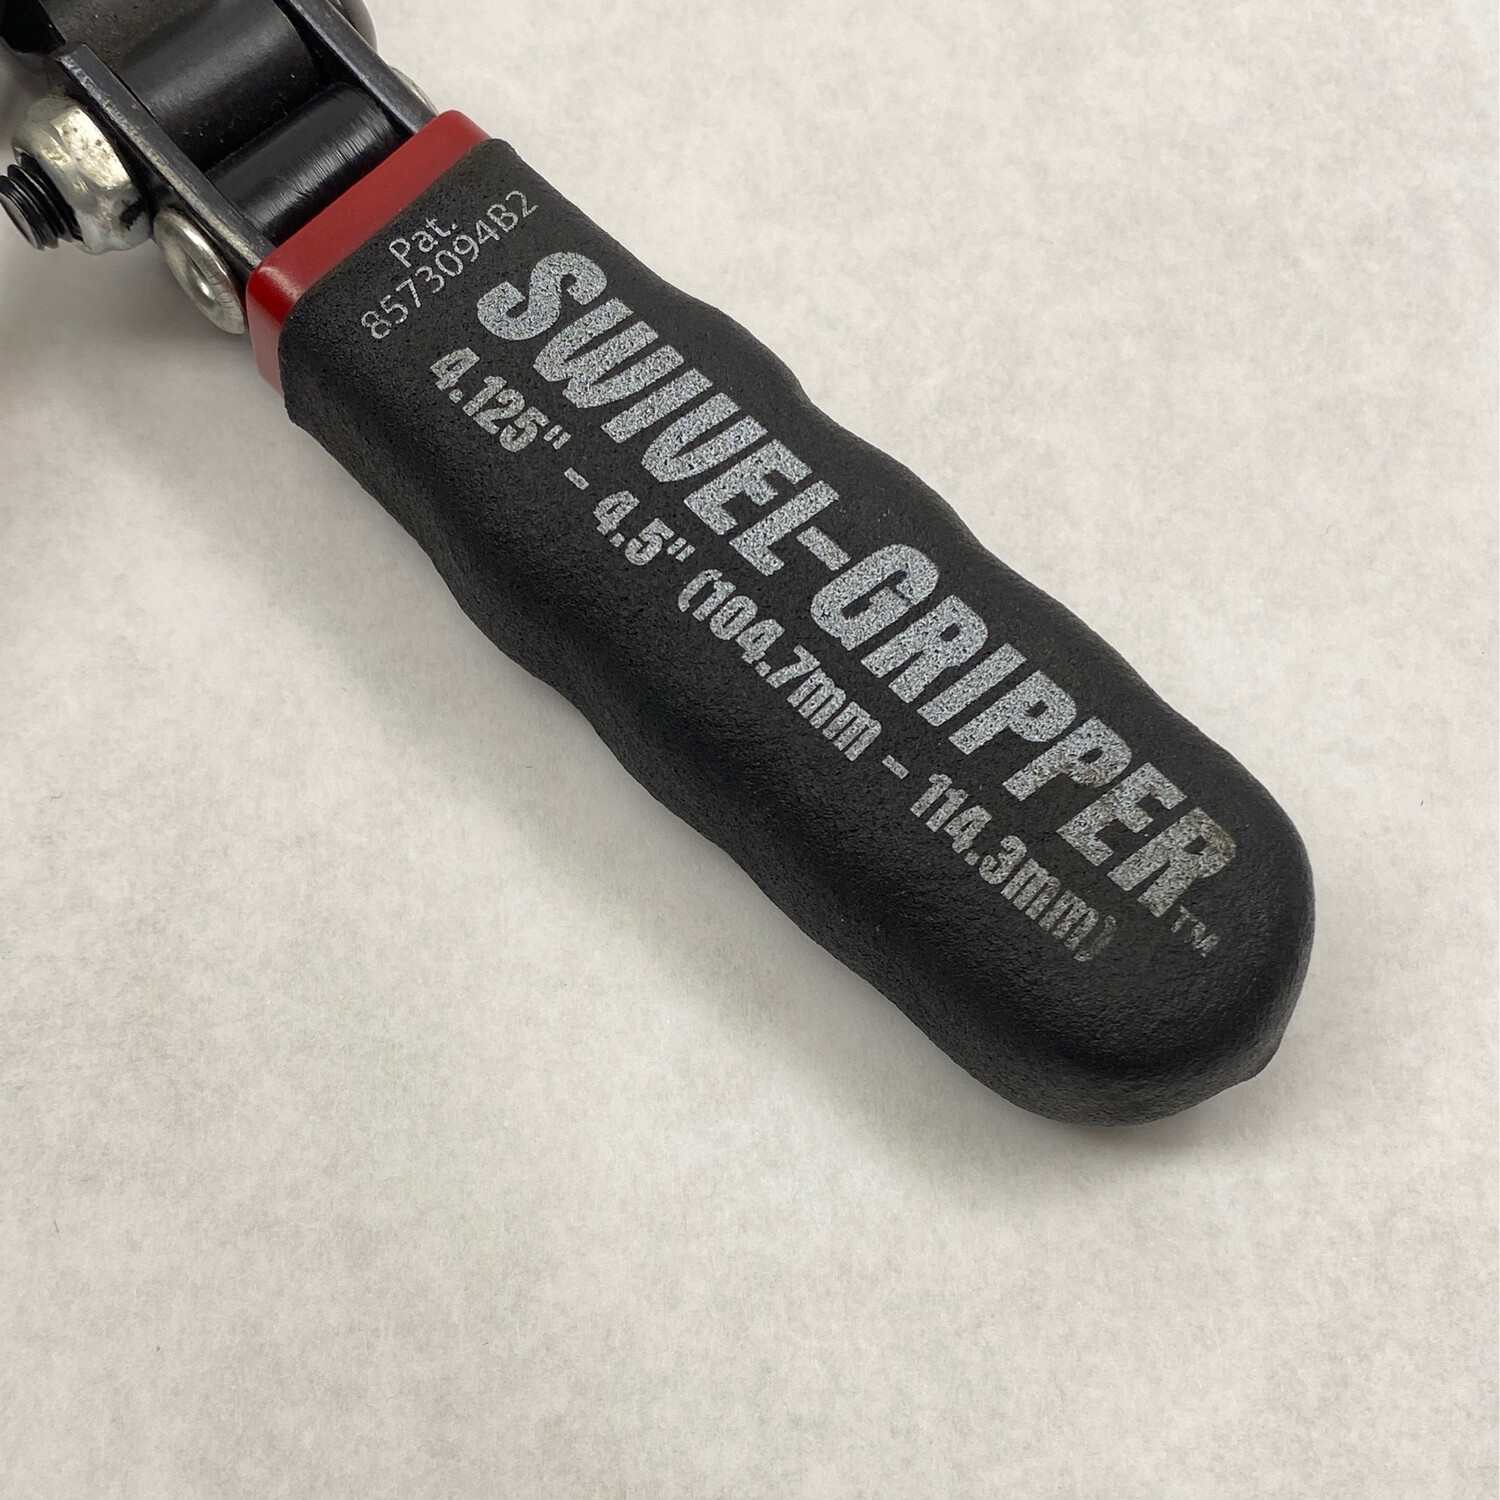 Pat.
8573094B2
SWIVEL-GRIPPER™
4.125" - 4.5" (104.7mm - 114.3mm)